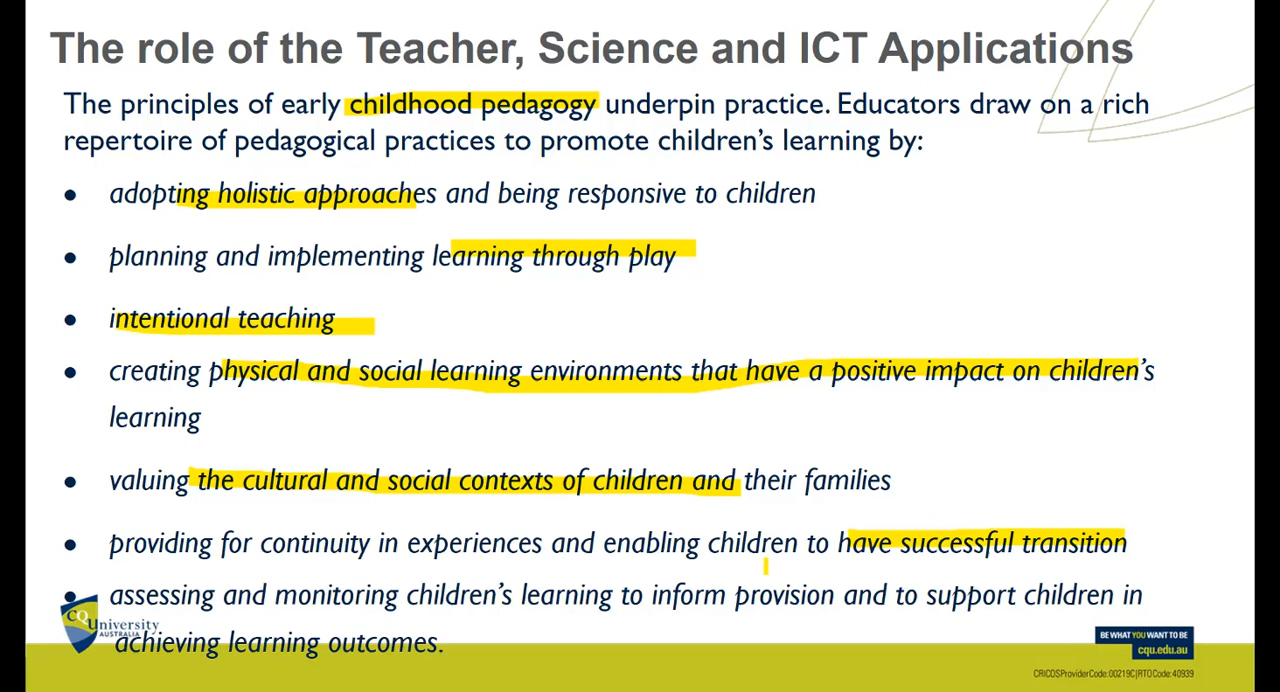 The role of the Teacher, Science and ICT Applications
The principles of early childhood pedagogy underpin practice. Educators draw on a rich
repertoire of pedagogical practices to promote children’s learning by:
• adopting holistic approaches and being responsive to children
• planning and implementing learning through play
• intentional teaching
• creating physical and social learning environments that have a positive impact on children’s
learning
• valuing the cultural and social contexts of children and their families
• providing for continuity in experiences and enabling children to have successful transition
• assessing and monitoring children’s learning to inform provision and to support children in
achieving learning outcomes.
CQUniversity
AUSTRALIA
BE WHAT YOU WANT TO BE
cqu.edu.au
CRICOSProviderCode:00219C|RTOCode:40939